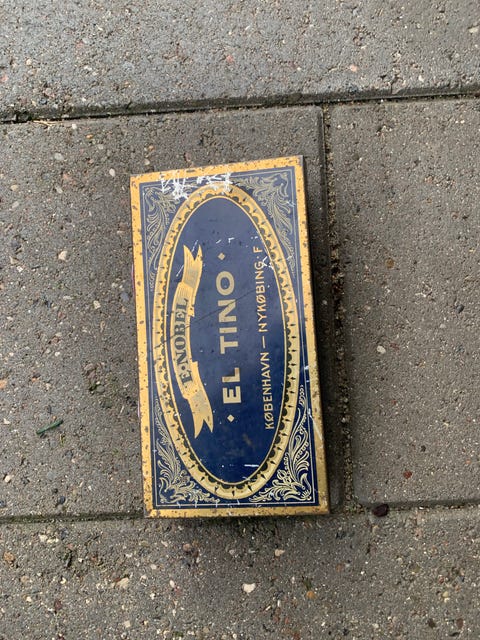 E. NOBEL
· EL TINO ·
KØBENHAVN — NYKØBING F